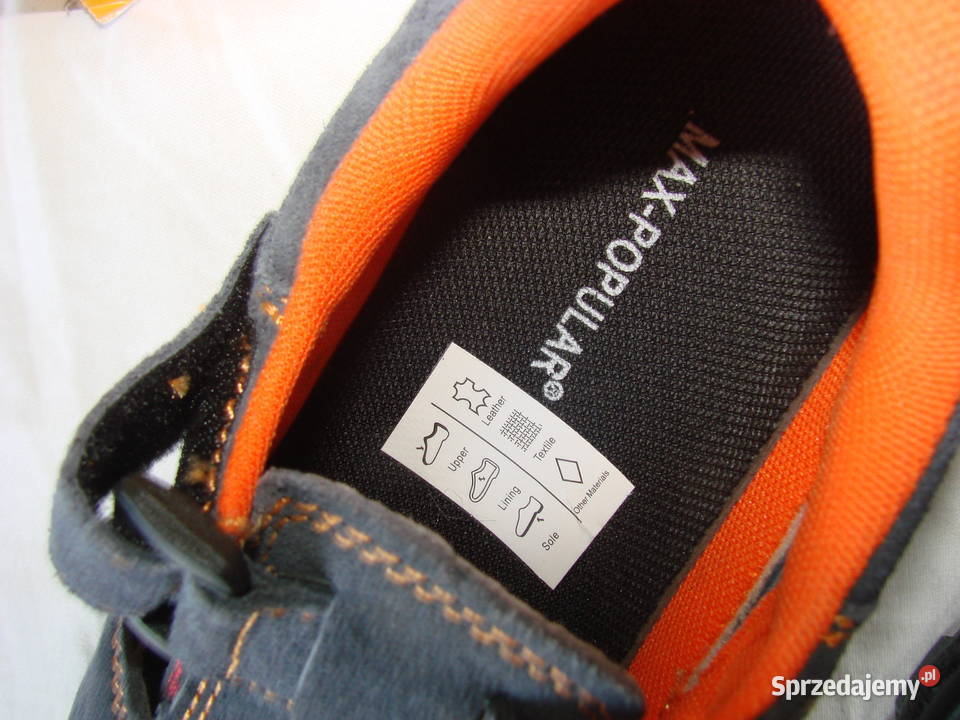 MAX-POPULAR®
Upper Leather
Lining Textile
Sole Other Materials
Sprzedajemy.pl